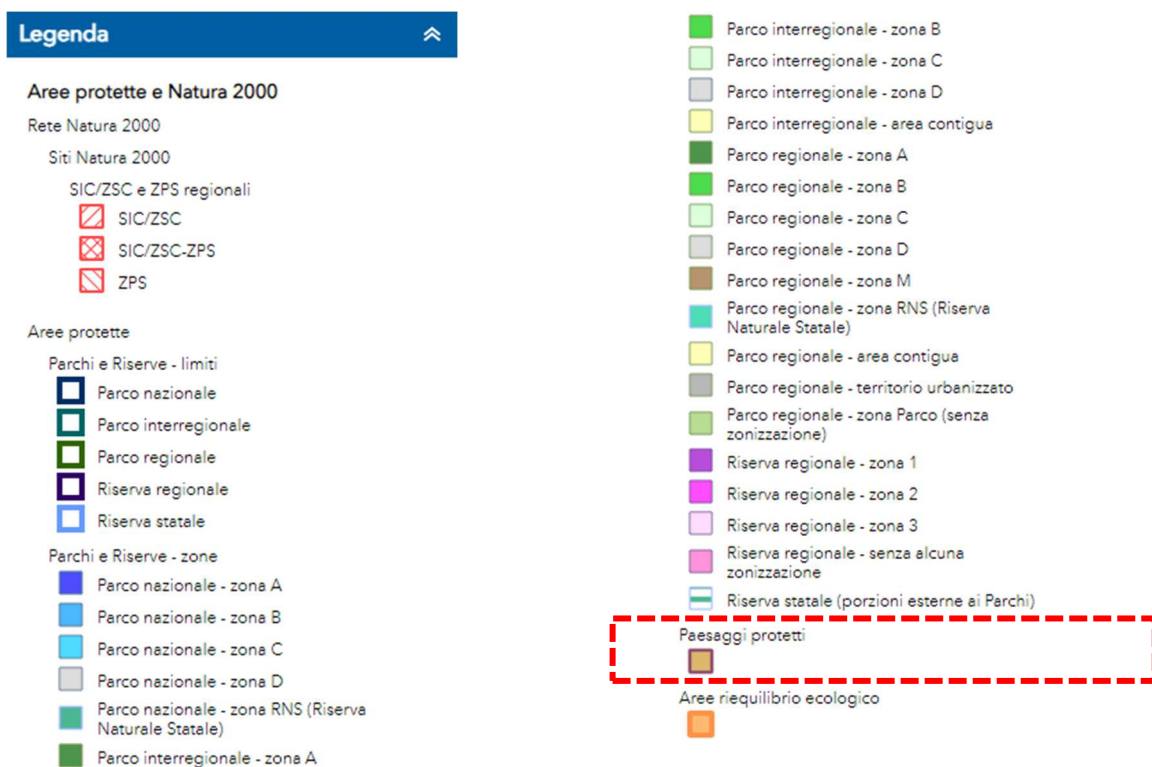 Legenda
Aree protette e Natura 2000
Rete Natura 2000
Siti Natura 2000
SIC/ZSC e ZPS regionali
SIC/ZSC
SIC/ZSC-ZPS
ZPS
Aree protette
Parchi e Riserve - limiti
Parco nazionale
Parco interregionale
Parco regionale
Riserva regionale
Riserva statale
Parchi e Riserve - zone
Parco nazionale - zona A
Parco nazionale - zona B
Parco nazionale - zona C
Parco nazionale - zona D
Parco nazionale - zona RNS (Riserva
Naturale Statale)
Parco interregionale - zona A
Parco interregionale - zona B
Parco interregionale - zona C
Parco interregionale - zona D
Parco interregionale - area contigua
Parco regionale - zona A
Parco regionale - zona B
Parco regionale - zona C
Parco regionale - zona D
Parco regionale - zona M
Parco regionale - zona RNS (Riserva
Naturale Statale)
Parco regionale - area contigua
Parco regionale - territorio urbanizzato
Parco regionale - zona Parco (senza
zonizzazione)
Riserva regionale - zona 1
Riserva regionale - zona 2
Riserva regionale - zona 3
Riserva regionale - senza alcuna
zonizzazione
Riserva statale (porzioni esterne ai Parchi)
Paesaggi protetti
Aree riequilibrio ecologico